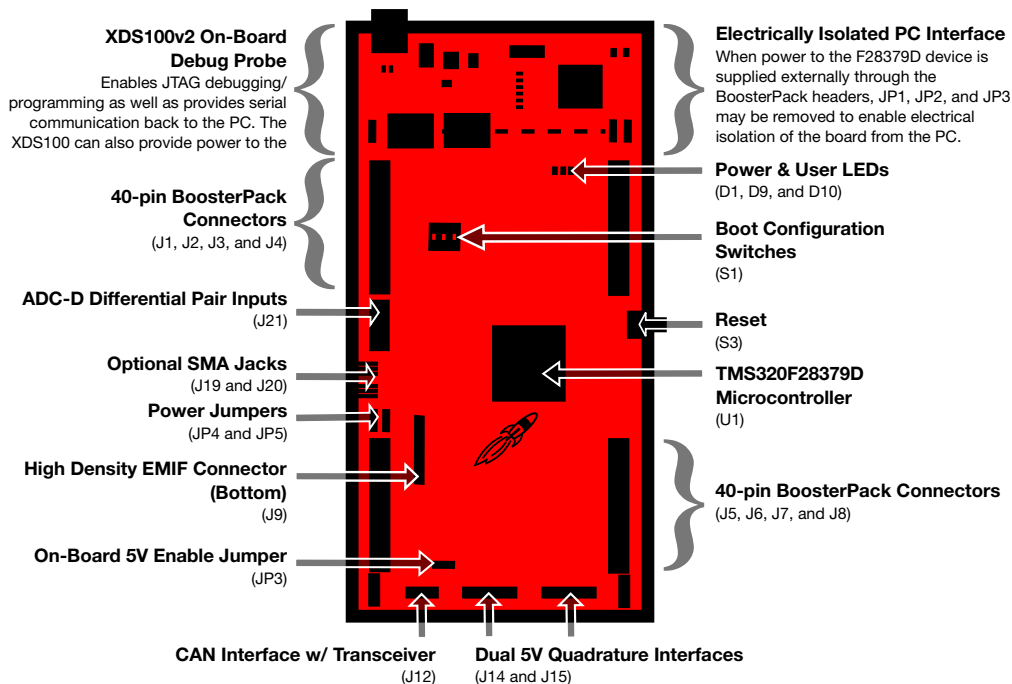 XDS100v2 On-Board
Debug Probe
Enables JTAG debugging/
programming as well as provides serial
communication back to the PC. The
XDS100 can also provide power to the
40-pin BoosterPack
Connectors
(J1, J2, J3, and J4)
ADC-D Differential Pair Inputs
(J21)
Optional SMA Jacks
(J19 and J20)
Power Jumpers
(JP4 and JP5)
High Density EMIF Connector
(Bottom)
(J9)
On-Board 5V Enable Jumper
(JP3)
CAN Interface w/ Transceiver
(J12)
Dual 5V Quadrature Interfaces
(J14 and J15)
Electrically Isolated PC Interface
When power to the F28379D device is
supplied externally through the
BoosterPack headers, JP1, JP2, and JP3
may be removed to enable electrical
isolation of the board from the PC.
Power & User LEDs
(D1, D9, and D10)
Boot Configuration
Switches
(S1)
Reset
(S3)
TMS320F28379D
Microcontroller
(U1)
40-pin BoosterPack Connectors
(J5, J6, J7, and J8)